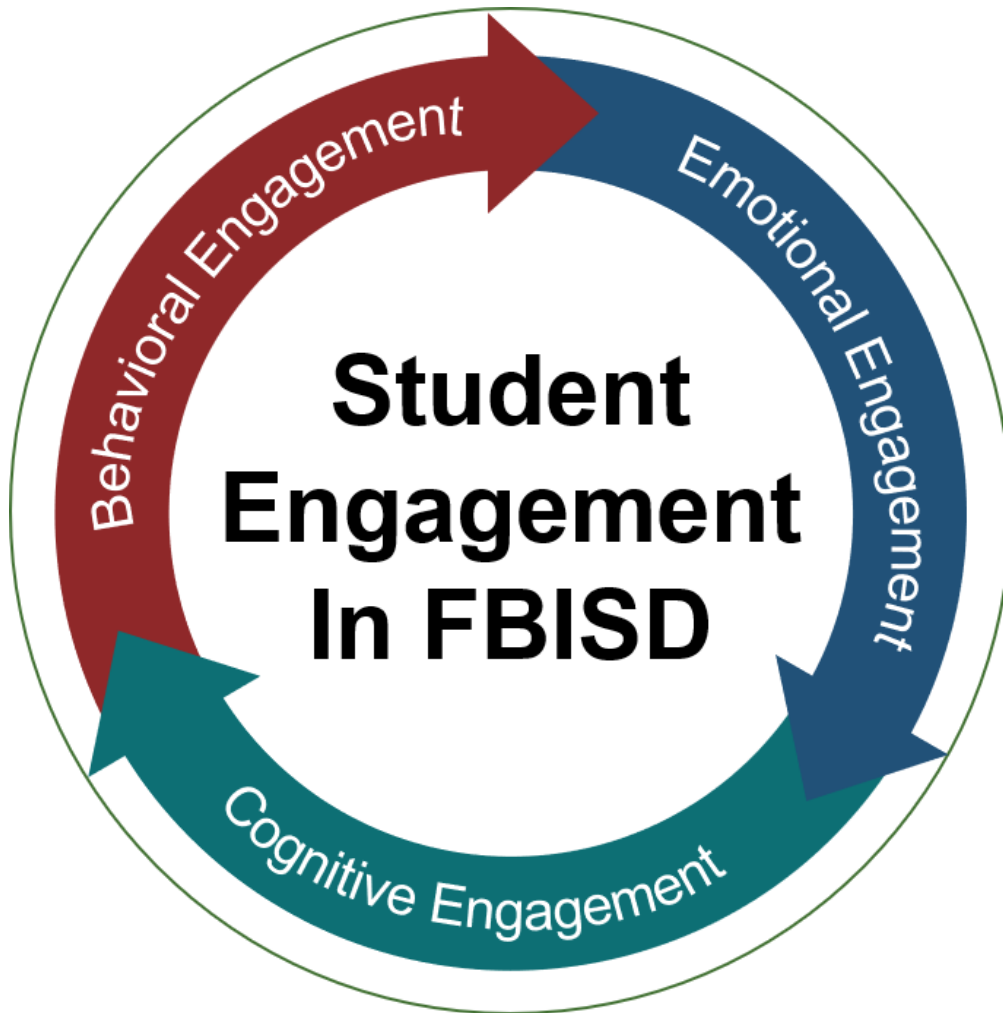 Behavioral Engagement
Emotional Engagement
Student
Engagement
In FBISD
Cognitive Engagement